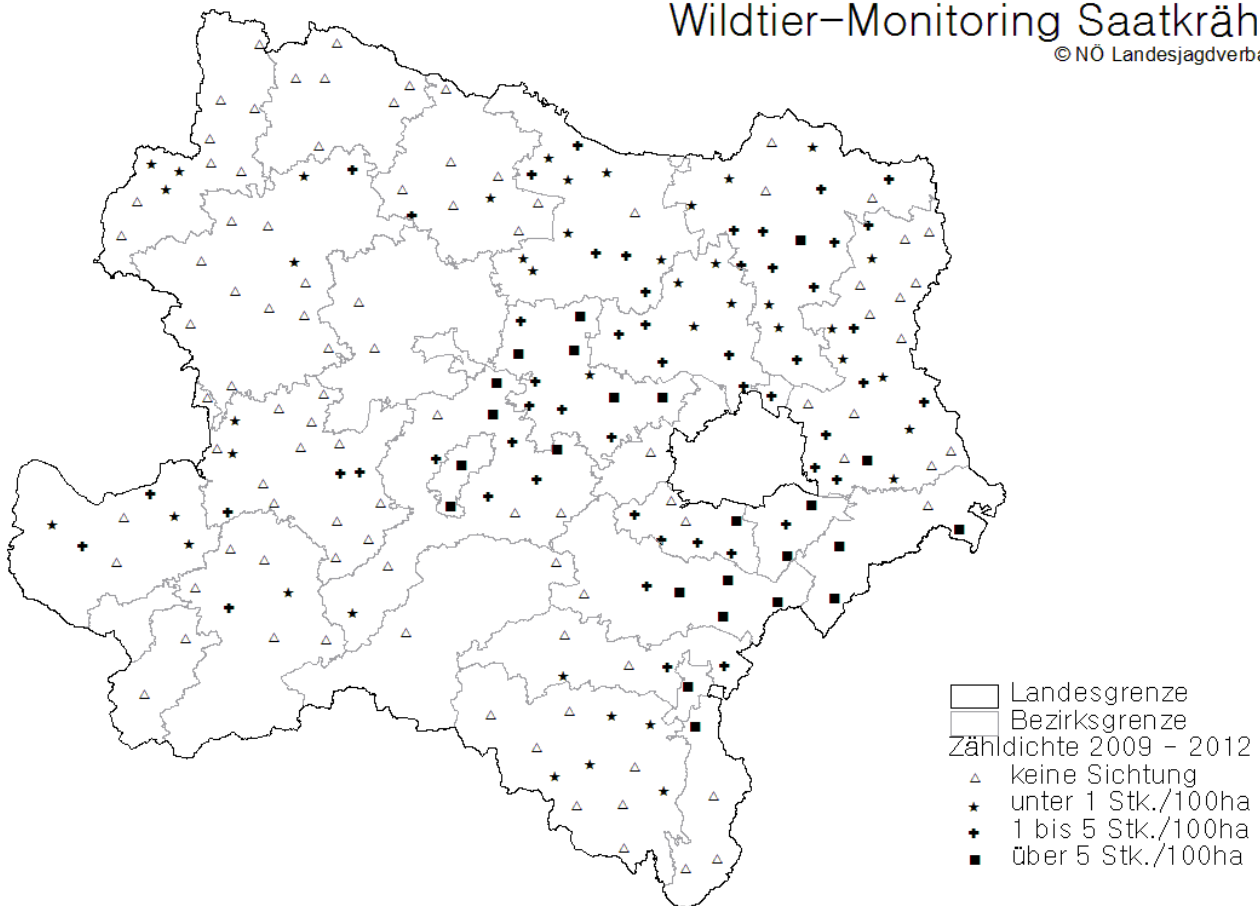 Wildtier-Monitoring Saatkräh
© NÖ Landesjagdverba
Landesgrenze
Bezirksgrenze
Zähldichte 2009 - 2012
keine Sichtung
unter 1 Stk./100ha
1 bis 5 Stk./100ha
über 5 Stk./100ha